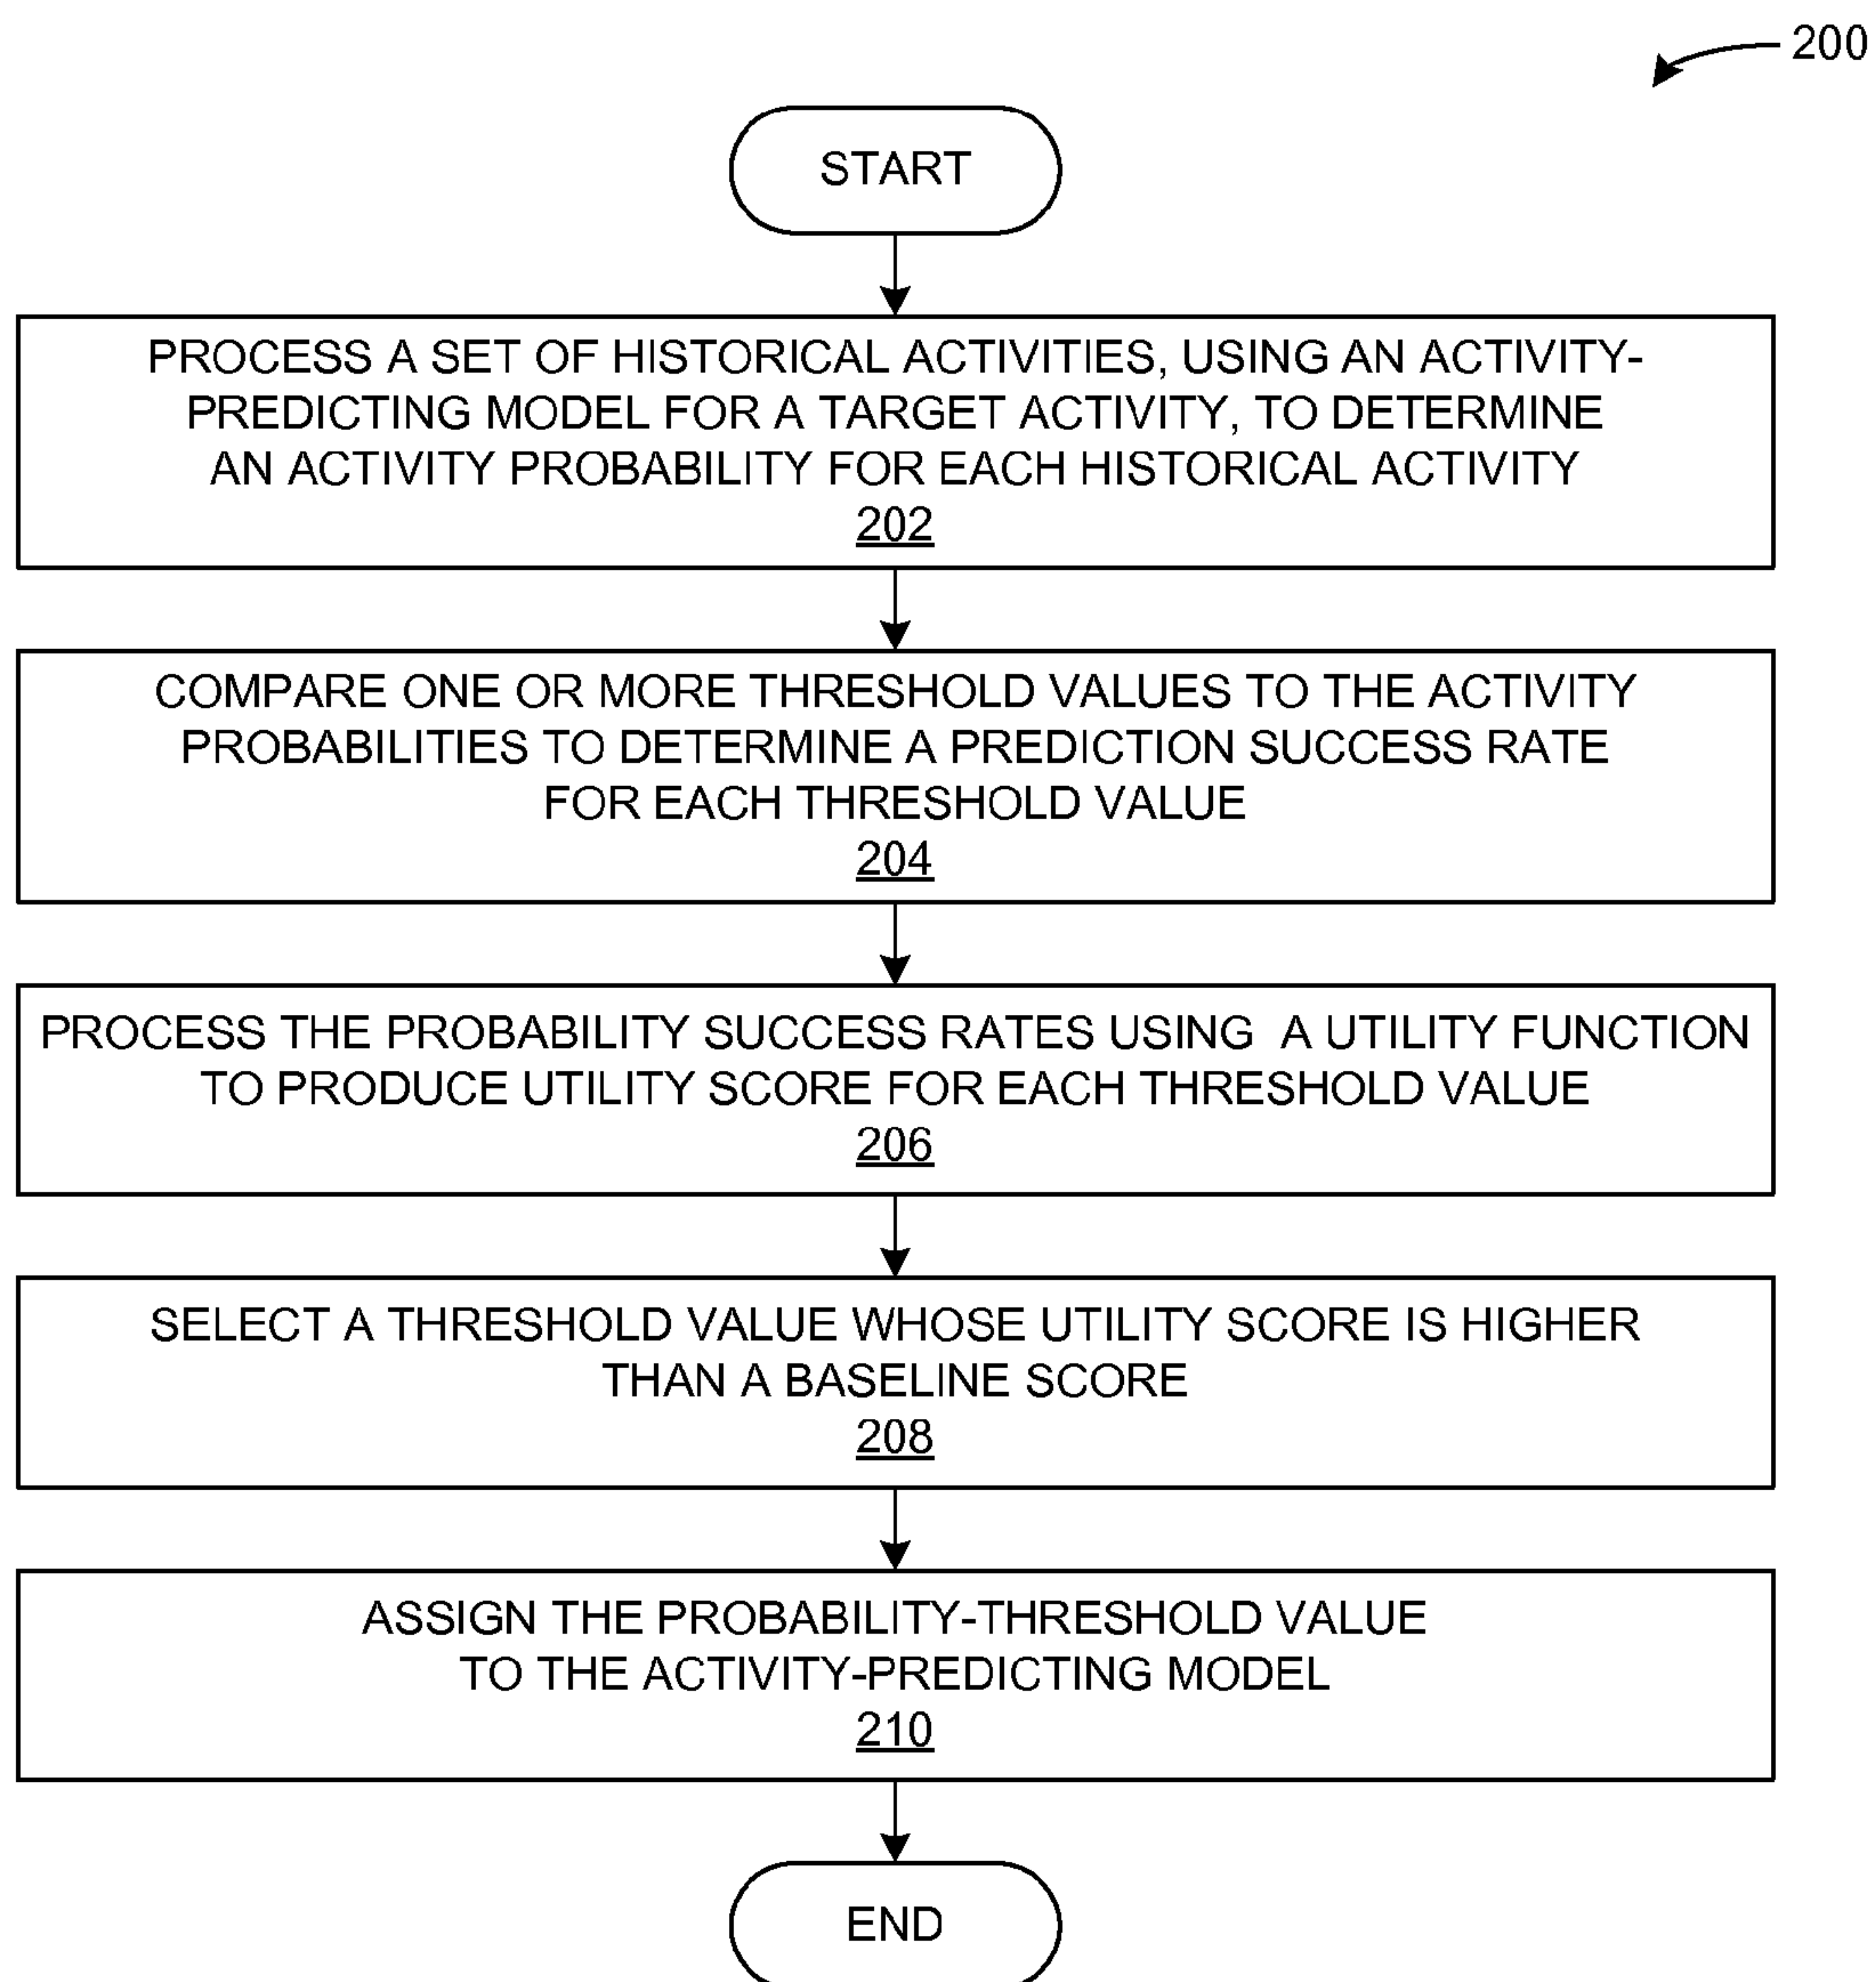 200
START
PROCESS A SET OF HISTORICAL ACTIVITIES, USING AN ACTIVITY-
PREDICTING MODEL FOR A TARGET ACTIVITY, TO DETERMINE
AN ACTIVITY PROBABILITY FOR EACH HISTORICAL ACTIVITY
202
COMPARE ONE OR MORE THRESHOLD VALUES TO THE ACTIVITY
PROBABILITIES TO DETERMINE A PREDICTION SUCCESS RATE
FOR EACH THRESHOLD VALUE
204
PROCESS THE PROBABILITY SUCCESS RATES USING A UTILITY FUNCTION
TO PRODUCE UTILITY SCORE FOR EACH THRESHOLD VALUE
206
SELECT A THRESHOLD VALUE WHOSE UTILITY SCORE IS HIGHER
THAN A BASELINE SCORE
208
ASSIGN THE PROBABILITY-THRESHOLD VALUE
TO THE ACTIVITY-PREDICTING MODEL
210
END